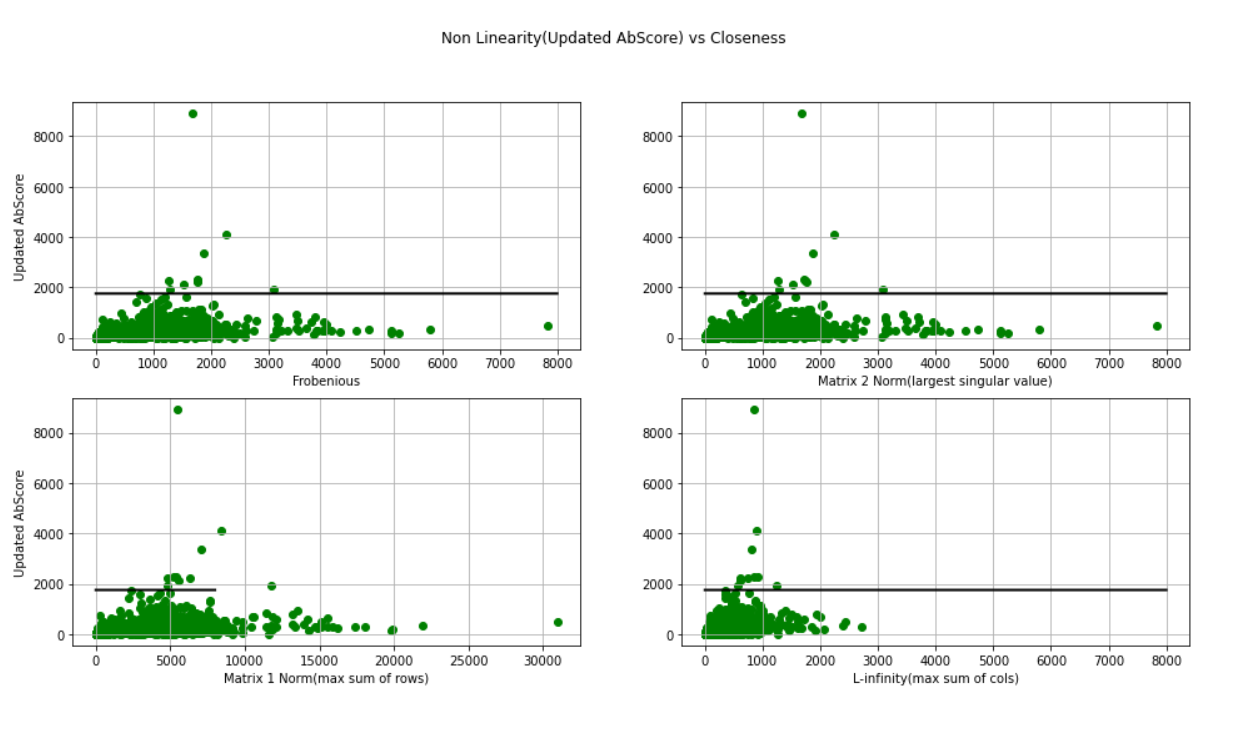 Non Linearity(Updated AbScore) vs Closeness
Updated AbScore
8000
6000
4000
2000
0
0 1000 2000 3000 4000 5000 6000 7000 8000
Frobenious
8000
6000
4000
2000
0
0 1000 2000 3000 4000 5000 6000 7000 8000
Matrix 2 Norm(largest singular value)
Updated AbScore
8000
6000
4000
2000
0
0 5000 10000 15000 20000 25000 30000
Matrix 1 Norm(max sum of rows)
8000
6000
4000
2000
0
0 1000 2000 3000 4000 5000 6000 7000 8000
L-infinity(max sum of cols)